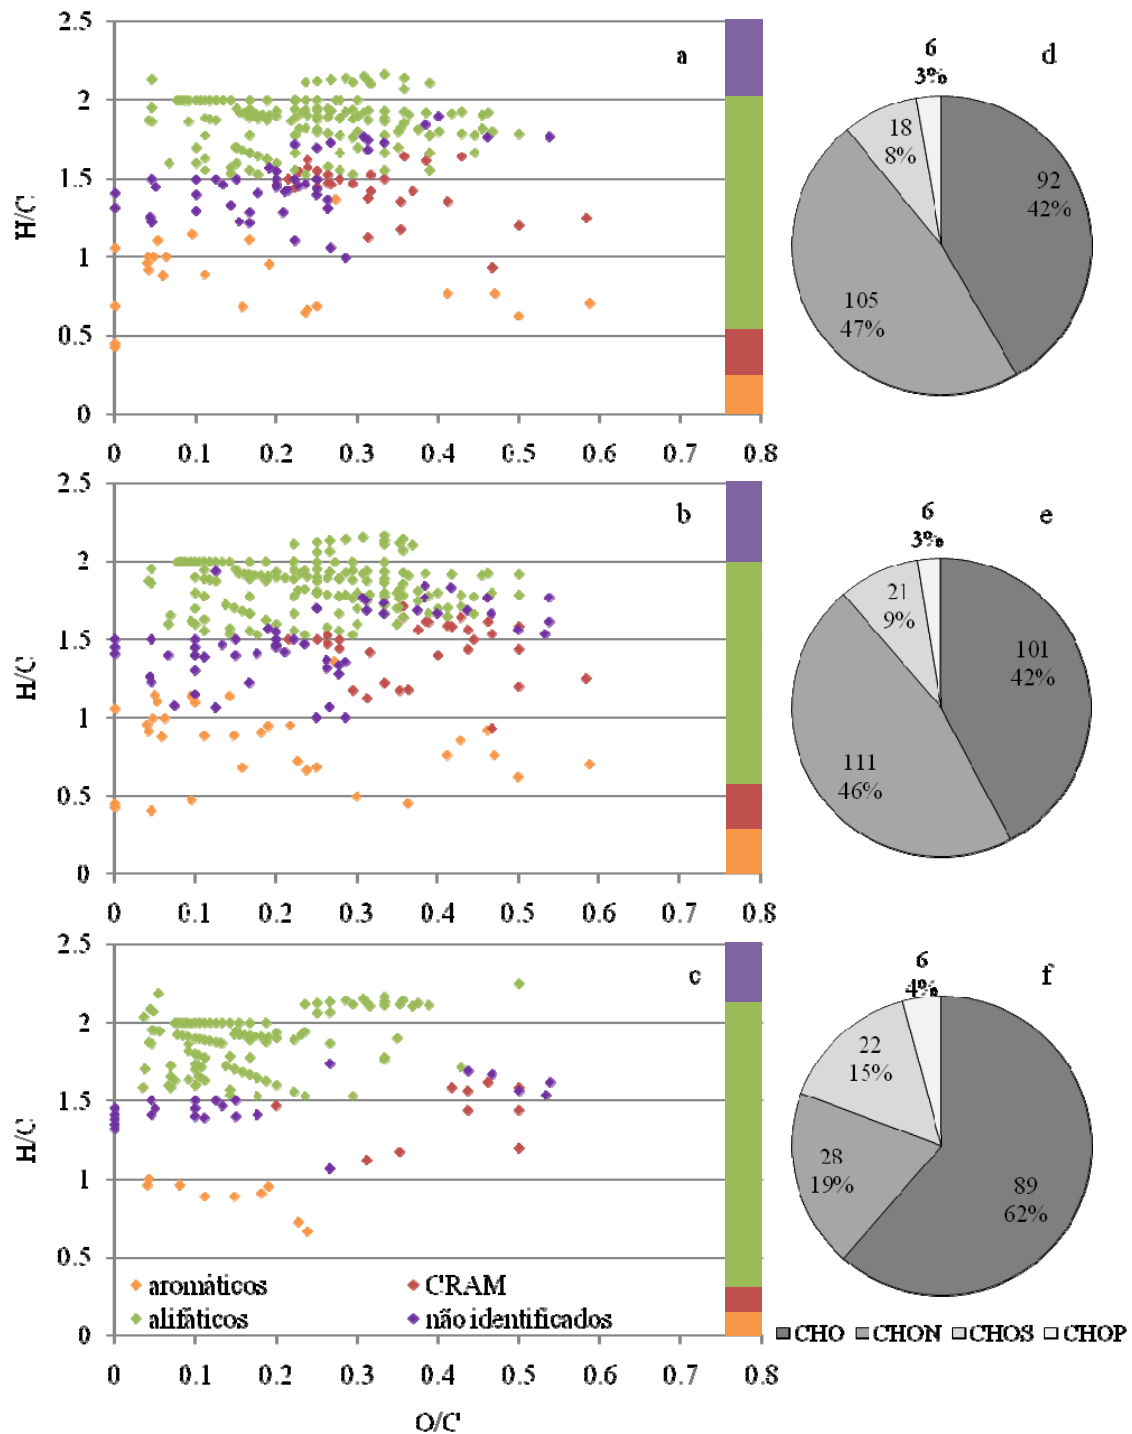 2.5
a
2
1.5
H/C
1
0.5
0
0 0.1 0.2 0.3 0.4 0.5 0.6 0.7 0.8
6
3%
d
18
8%
92
42%
105
47%
2.5
b
2
1.5
H/C
1
0.5
0
0 0.1 0.2 0.3 0.4 0.5 0.6 0.7 0.8
6
3%
e
21
9%
101
42%
111
46%
2.5
c
2
1.5
H/C
1
0.5
0
aromáticos CRAM
alifáticos não identificados
0 0.1 0.2 0.3 0.4 0.5 0.6 0.7 0.8
O/C
6
4%
f
22
15%
28
19%
89
62%
CHO CHON CHOS CHOP